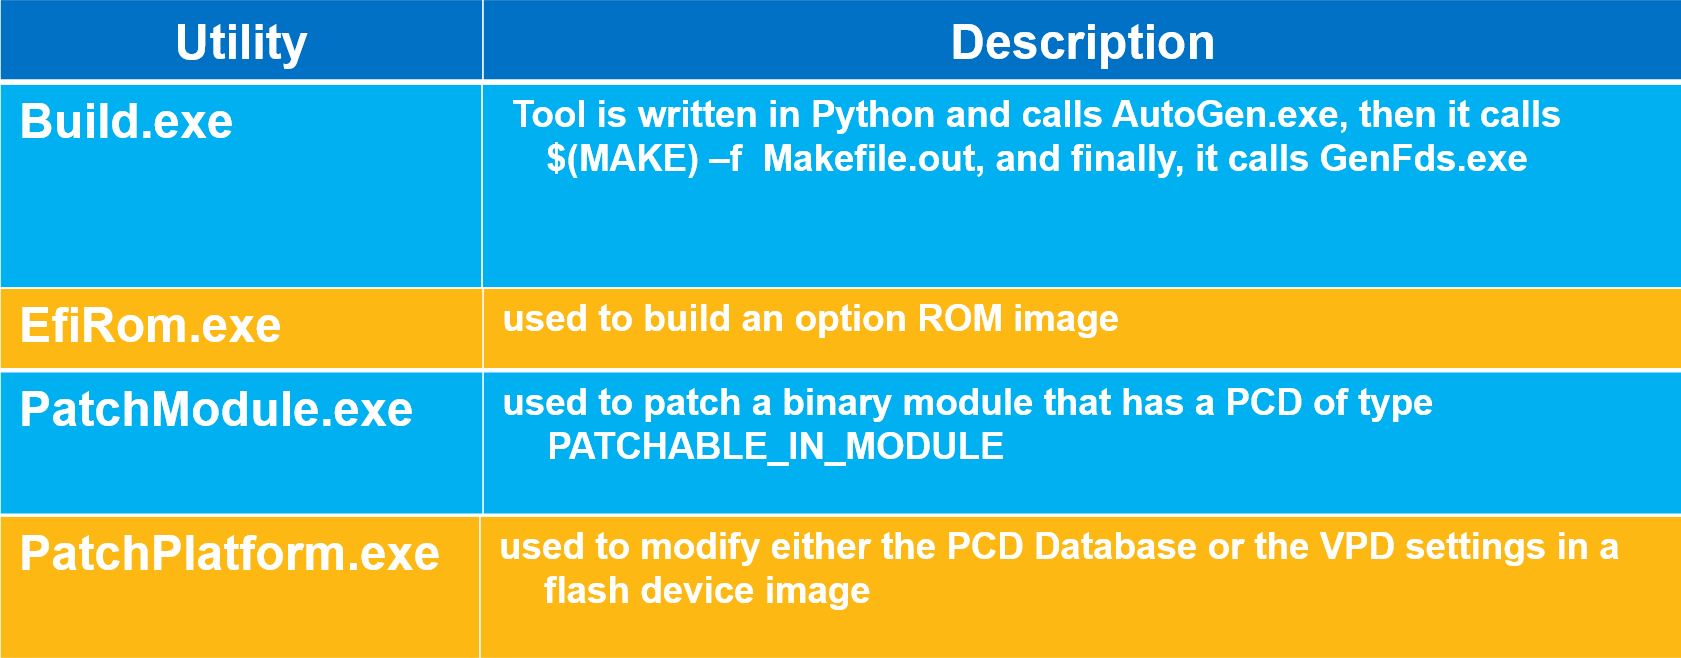 Utility
Description
Build.exe
Tool is written in Python and calls AutoGen.exe, then it calls
$(MAKE) –f  Makefile.out, and finally, it calls GenFds.exe
EfiRom.exe
used to build an option ROM image
PatchModule.exe
used to patch a binary module that has a PCD of type
PATCHABLE_IN_MODULE
PatchPlatform.exe
used to modify either the PCD Database or the VPD settings in a
flash device image